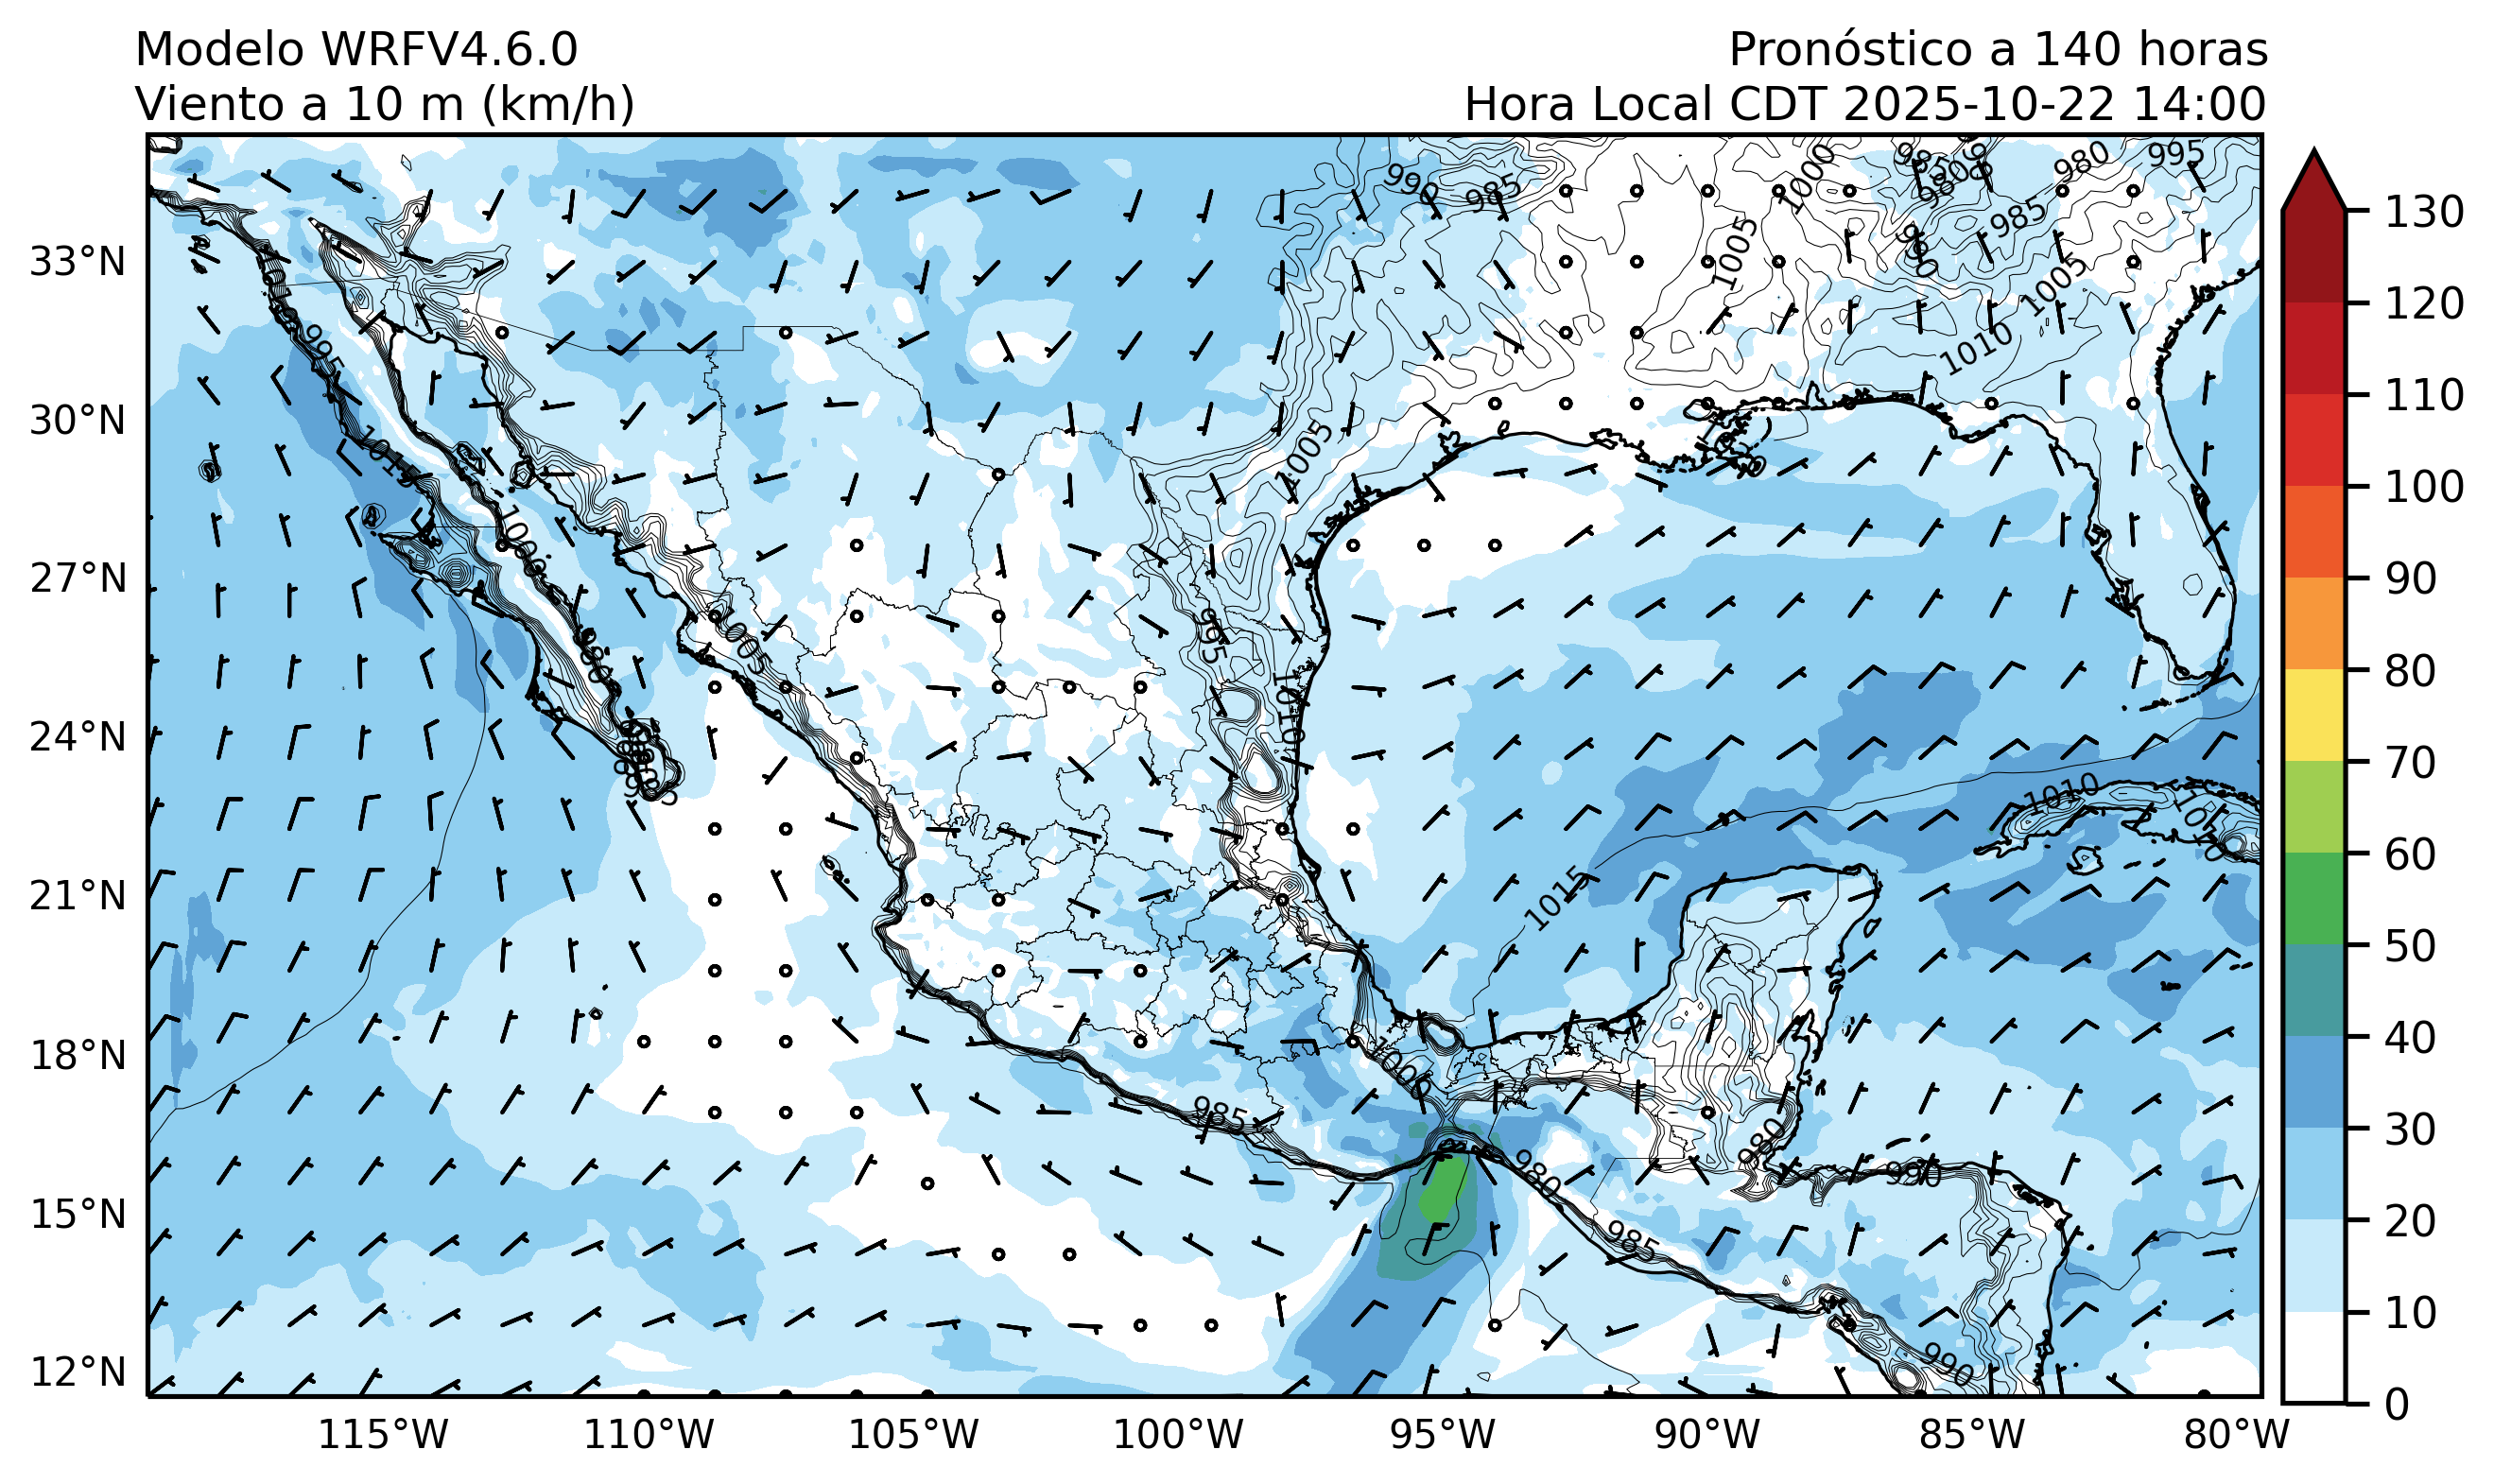 Modelo WRFV4.6.0
Pronóstico a 140 horas
Viento a 10 m (km/h)
Hora Local CDT 2025-10-22 14:00
33°N
30°N
27°N
24°N
21°N
18°N
15°N
12°N
115°W
110°W
105°W
100°W
95°W
90°W
85°W
80°W
130
120
110
100
90
80
70
60
50
40
30
20
10
0
990
985
1000
985
980
995
985
1005
1005
1010
995
1005
1005
995
1010
1010
1015
1000
985
980
980
990
985
990